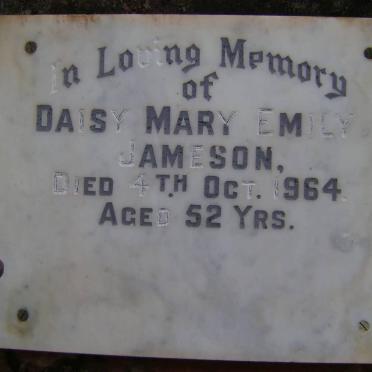 In Loving Memory
of
DAISY MARY EMILY
JAMESON,
DIED 4TH OCT. 1964.
AGED 52 YRS.